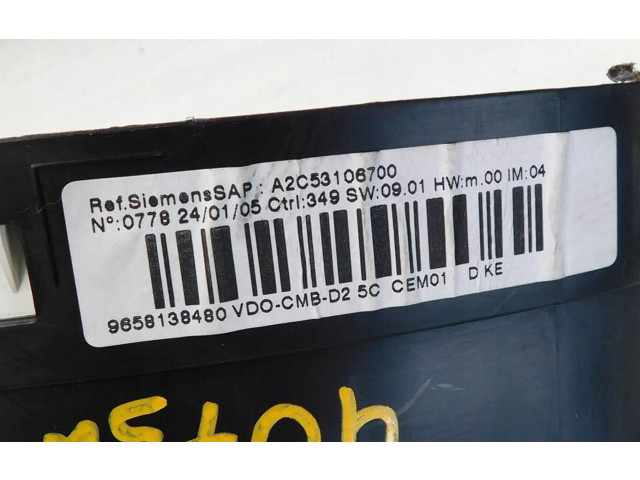 Ref.SiemensSAP : A2C53106700
N°:0778 24/01/05 Ctrl:349 SW:09.01 HW:m.00 IM:04
9658138480 VDO-CMB-D2 5C CEM01 D KE